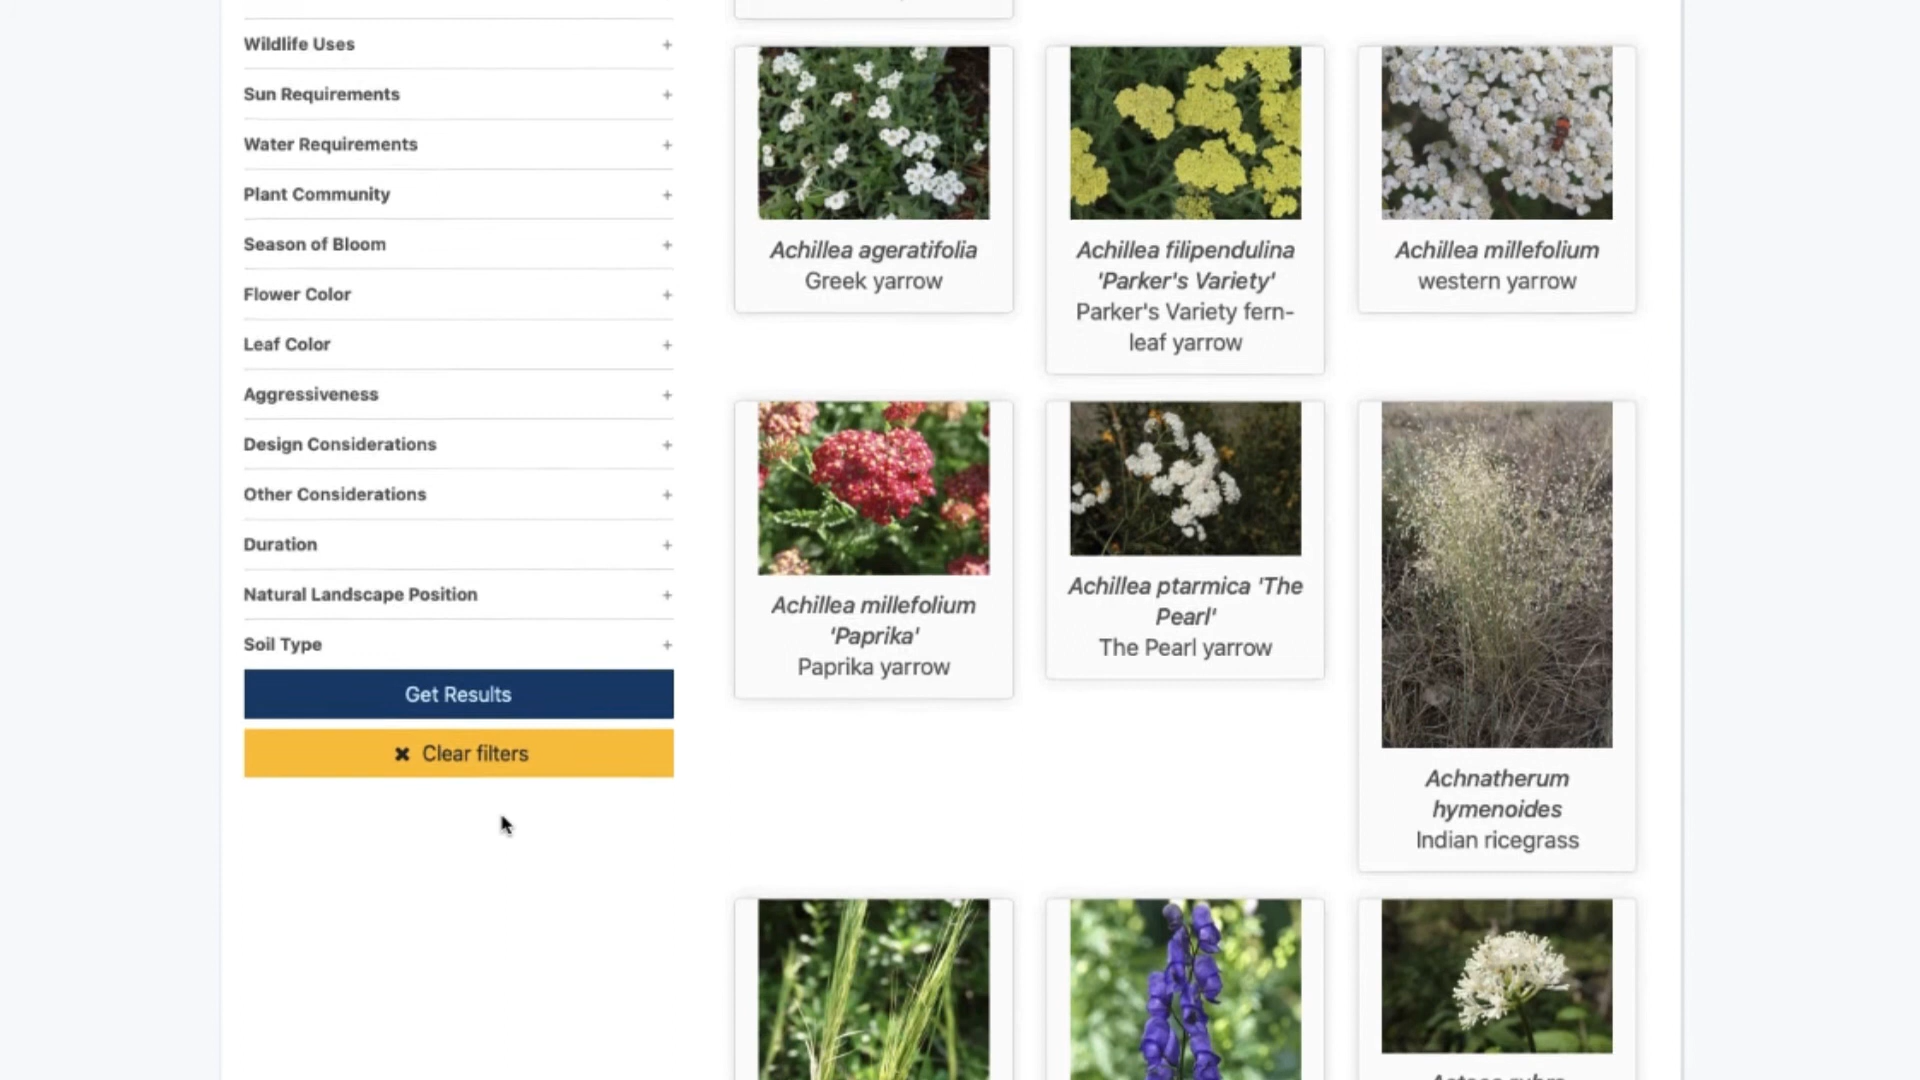 Wildlife Uses +
Sun Requirements +
Water Requirements +
Plant Community +
Season of Bloom +
Flower Color +
Leaf Color +
Aggressiveness +
Design Considerations +
Other Considerations +
Duration +
Natural Landscape Position +
Soil Type +
Get Results
✖ Clear filters
Achillea ageratifolia
Greek yarrow
Achillea filipendulina
'Parker's Variety'
Parker's Variety fern-
leaf yarrow
Achillea millefolium
western yarrow
Achillea millefolium
'Paprika'
Paprika yarrow
Achillea ptarmica 'The
Pearl'
The Pearl yarrow
Achnatherum
hymenoides
Indian ricegrass